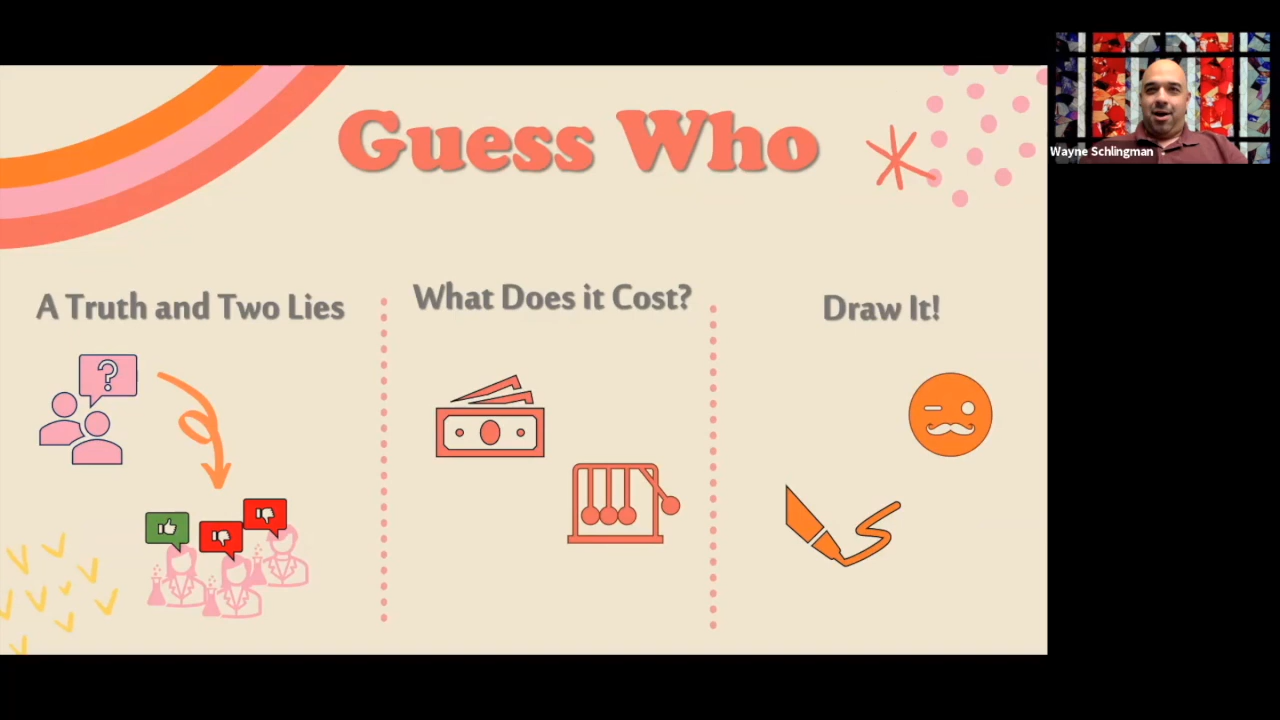 Guess Who
Wayne Schlingman
A Truth and Two Lies
What Does it Cost?
Draw It!
?